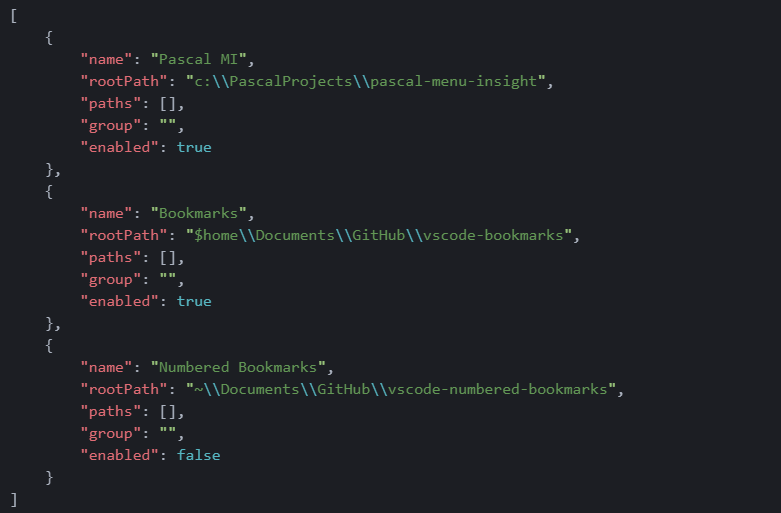 [
    {
        "name": "Pascal MI",
        "rootPath": "c:\\PascalProjects\\pascal-menu-insight",
        "paths": [],
        "group": "",
        "enabled": true
    },
    {
        "name": "Bookmarks",
        "rootPath": "$home\\Documents\\GitHub\\vscode-bookmarks",
        "paths": [],
        "group": "",
        "enabled": true
    },
    {
        "name": "Numbered Bookmarks",
        "rootPath": "~\\Documents\\GitHub\\vscode-numbered-bookmarks",
        "paths": [],
        "group": "",
        "enabled": false
    }
]